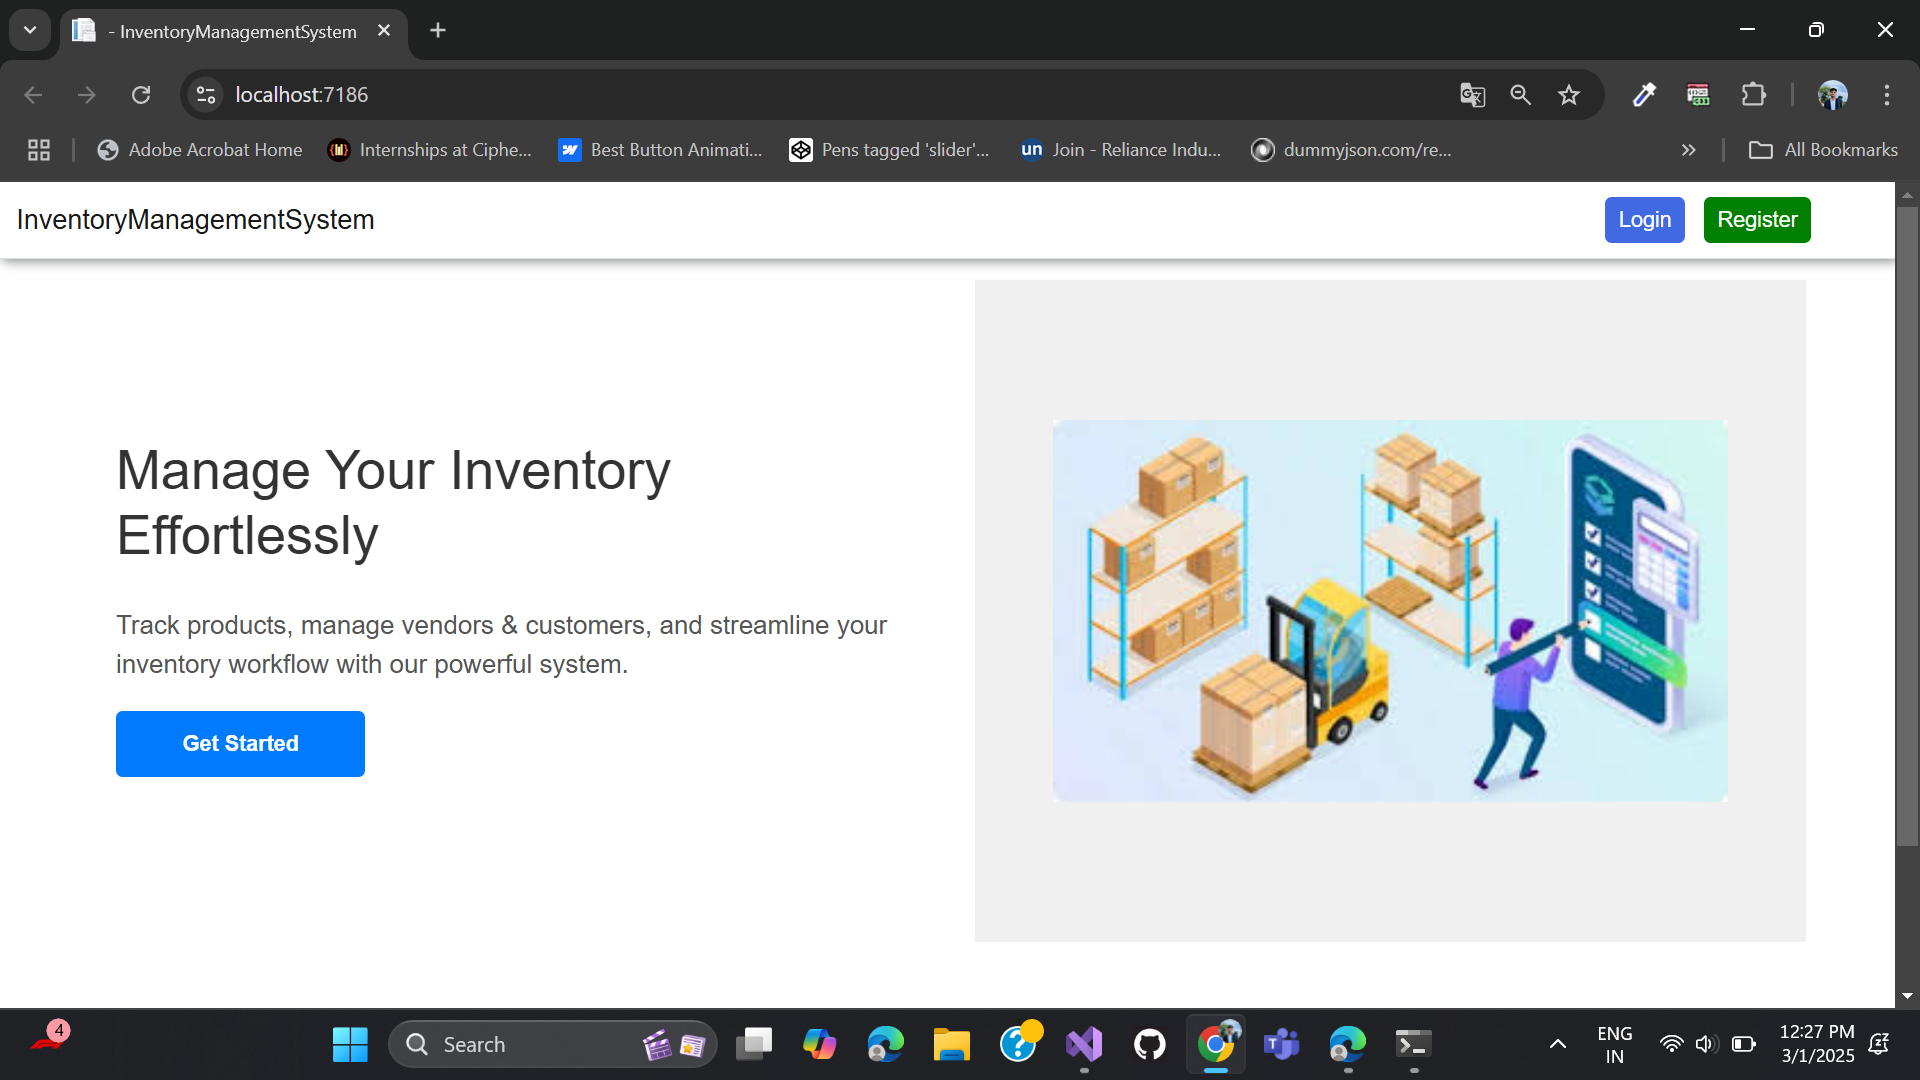 - InventoryManagementSystem
localhost:7186
Adobe Acrobat Home
Internships at Ciphe...
Best Button Animati...
Pens tagged 'slider'...
un
Join - Reliance Indu...
dummyjson.com/re...
All Bookmarks
InventoryManagementSystem
Login
Register
Manage Your Inventory
Effortlessly
Track products, manage vendors & customers, and streamline your
inventory workflow with our powerful system.
Get Started
4
Search
ENG
IN
12:27 PM
3/1/2025